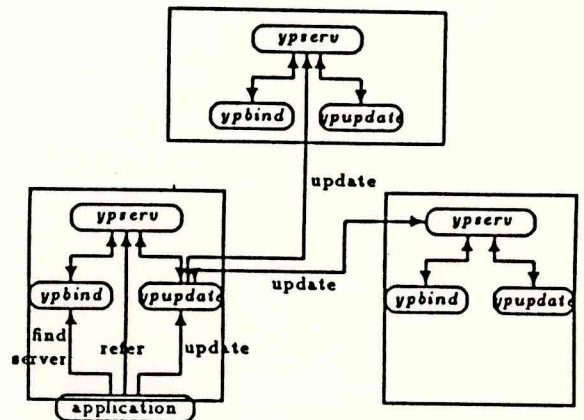 ypserv
ypbind
ypupdate
update
ypserv
ypserv
ypbind
ypupdate
update
ypbind
ypupdate
find
server
refer
update
application